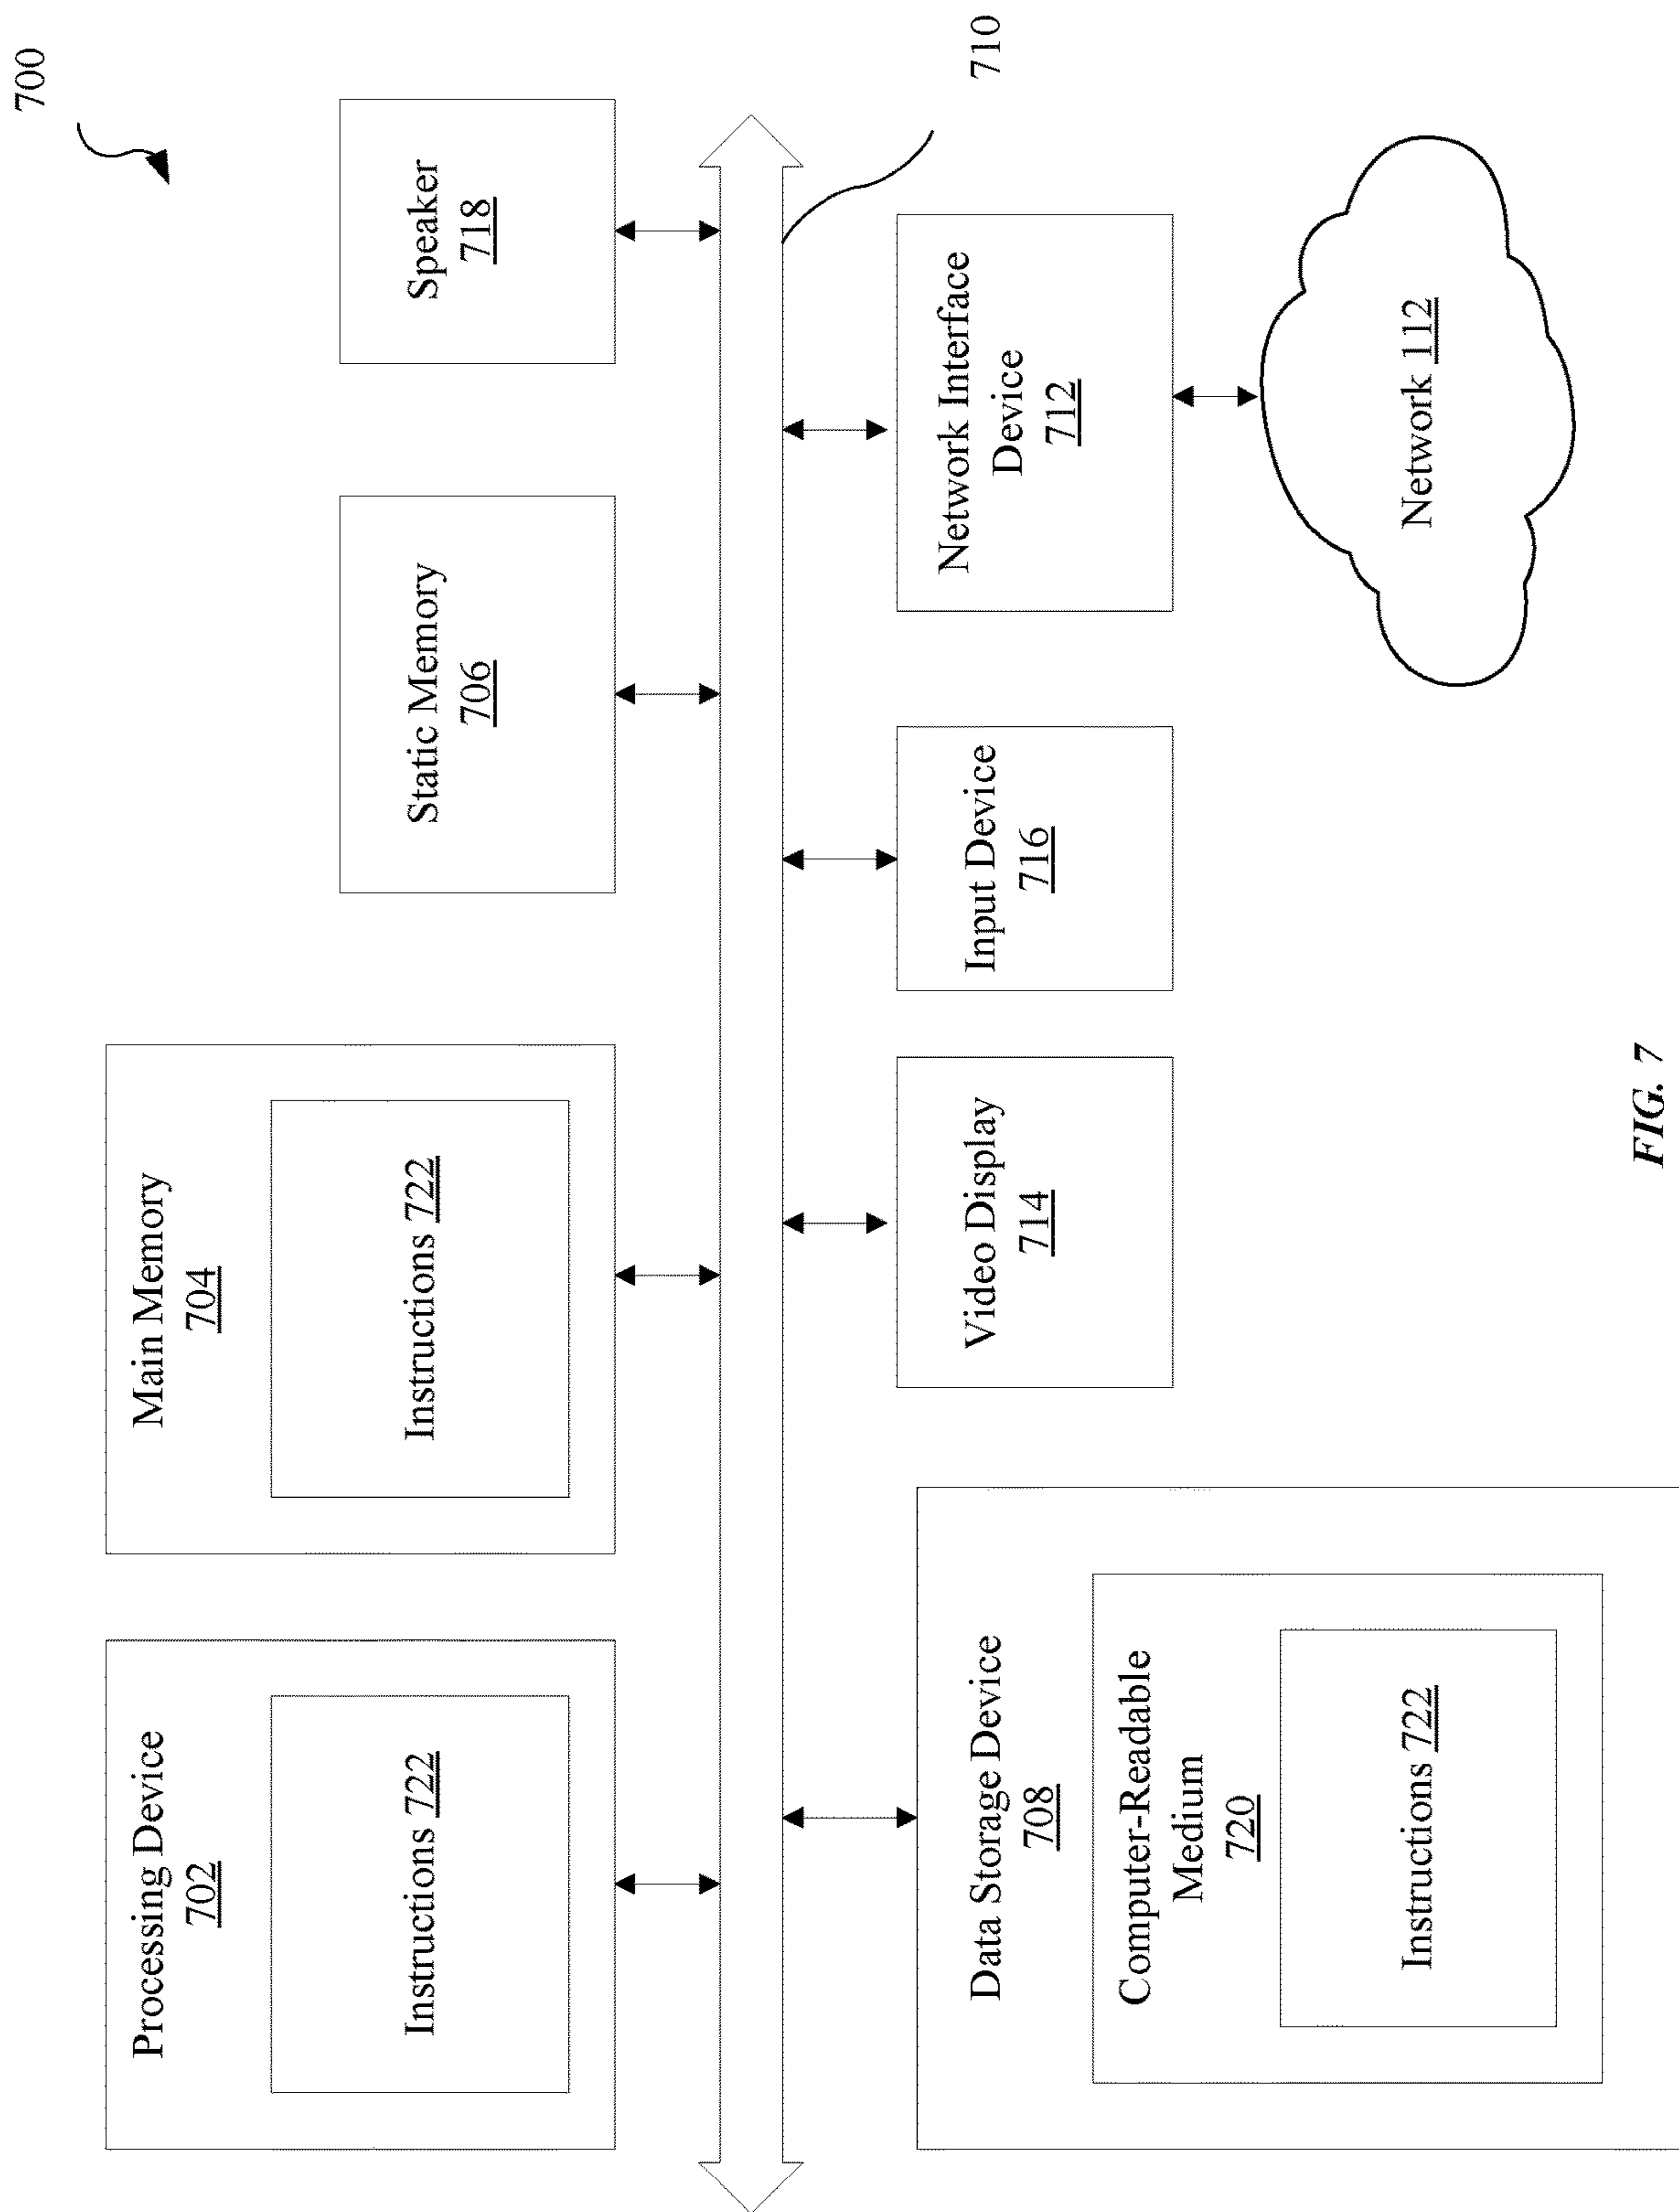 700
Processing Device
702
Instructions 722
Main Memory
704
Instructions 722
Static Memory
706
Speaker
718
710
Data Storage Device
708
Computer-Readable
Medium
720
Instructions 722
Video Display
714
Input Device
716
Network Interface
Device
712
Network 112
FIG. 7